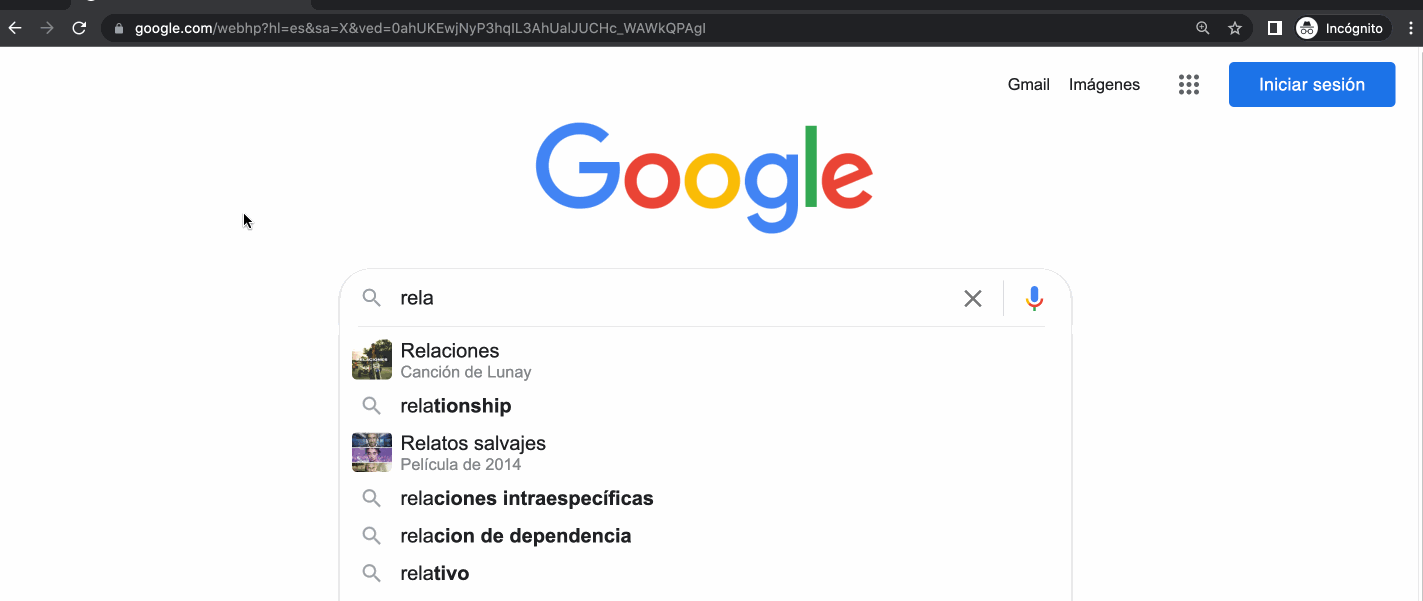 google.com/webhp?hl=es&sa=X&ved=0ahUKEwjNyP3hqIL3AhUalJUCHc_WAWkQPAgI
Incógnito
Gmail Imágenes Iniciar sesión
Google
rela
Relaciones
Canción de Lunay
relationship
Relatos salvajes
Película de 2014
relaciones intraespecíficas
relacion de dependencia
relativo